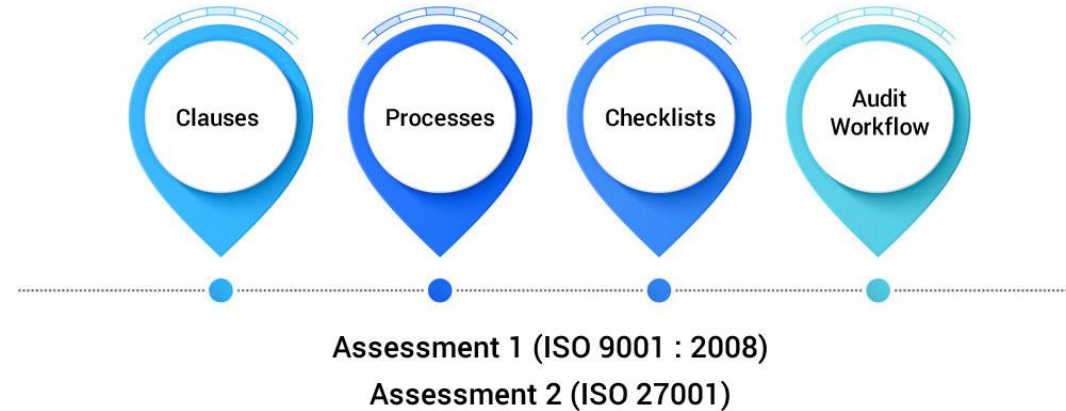 Clauses
Processes
Checklists
Audit
Workflow
Assessment 1 (ISO 9001 : 2008)
Assessment 2 (ISO 27001)